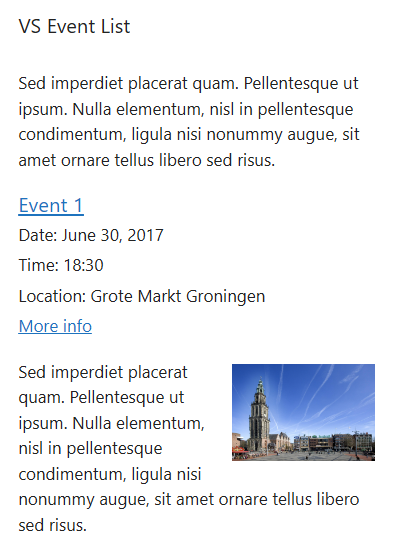 VS Event List
Sed imperdiet placerat quam. Pellentesque ut
ipsum. Nulla elementum, nisl in pellentesque
condimentum, ligula nisi nonummy augue, sit
amet ornare tellus libero sed risus.
Event 1
Date: June 30, 2017
Time: 18:30
Location: Grote Markt Groningen
More info
Sed imperdiet placerat
quam. Pellentesque ut
ipsum. Nulla elementum,
nisl in pellentesque
condimentum, ligula nisi
nonummy augue, sit amet ornare tellus libero
sed risus.